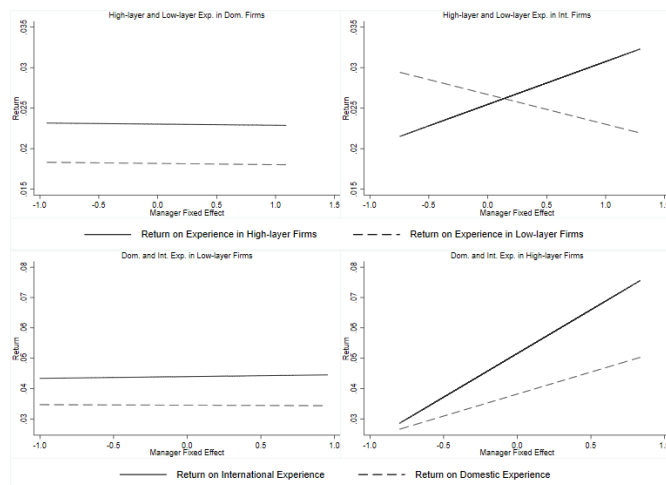 High-layer and Low-layer Exp. in Dom. Firms
High-layer and Low-layer Exp. in Int. Firms
Return
.035
.03
.025
.02
.015
-1.0 -0.5 0.0 0.5 1.0 1.5
Manager Fixed Effect
Return
.035
.03
.025
.02
.015
-1.0 -0.5 0.0 0.5 1.0 1.5
Manager Fixed Effect
Return on Experience in High-layer Firms
Return on Experience in Low-layer Firms
Dom. and Int. Exp. in Low-layer Firms
Dom. and Int. Exp. in High-layer Firms
Return
.08
.07
.06
.05
.04
.03
-1.0 -0.5 0.0 0.5 1.0
Manager Fixed Effect
Return
.08
.07
.06
.05
.04
.03
-1.0 -0.5 0.0 0.5 1.0
Manager Fixed Effect
Return on International Experience
Return on Domestic Experience